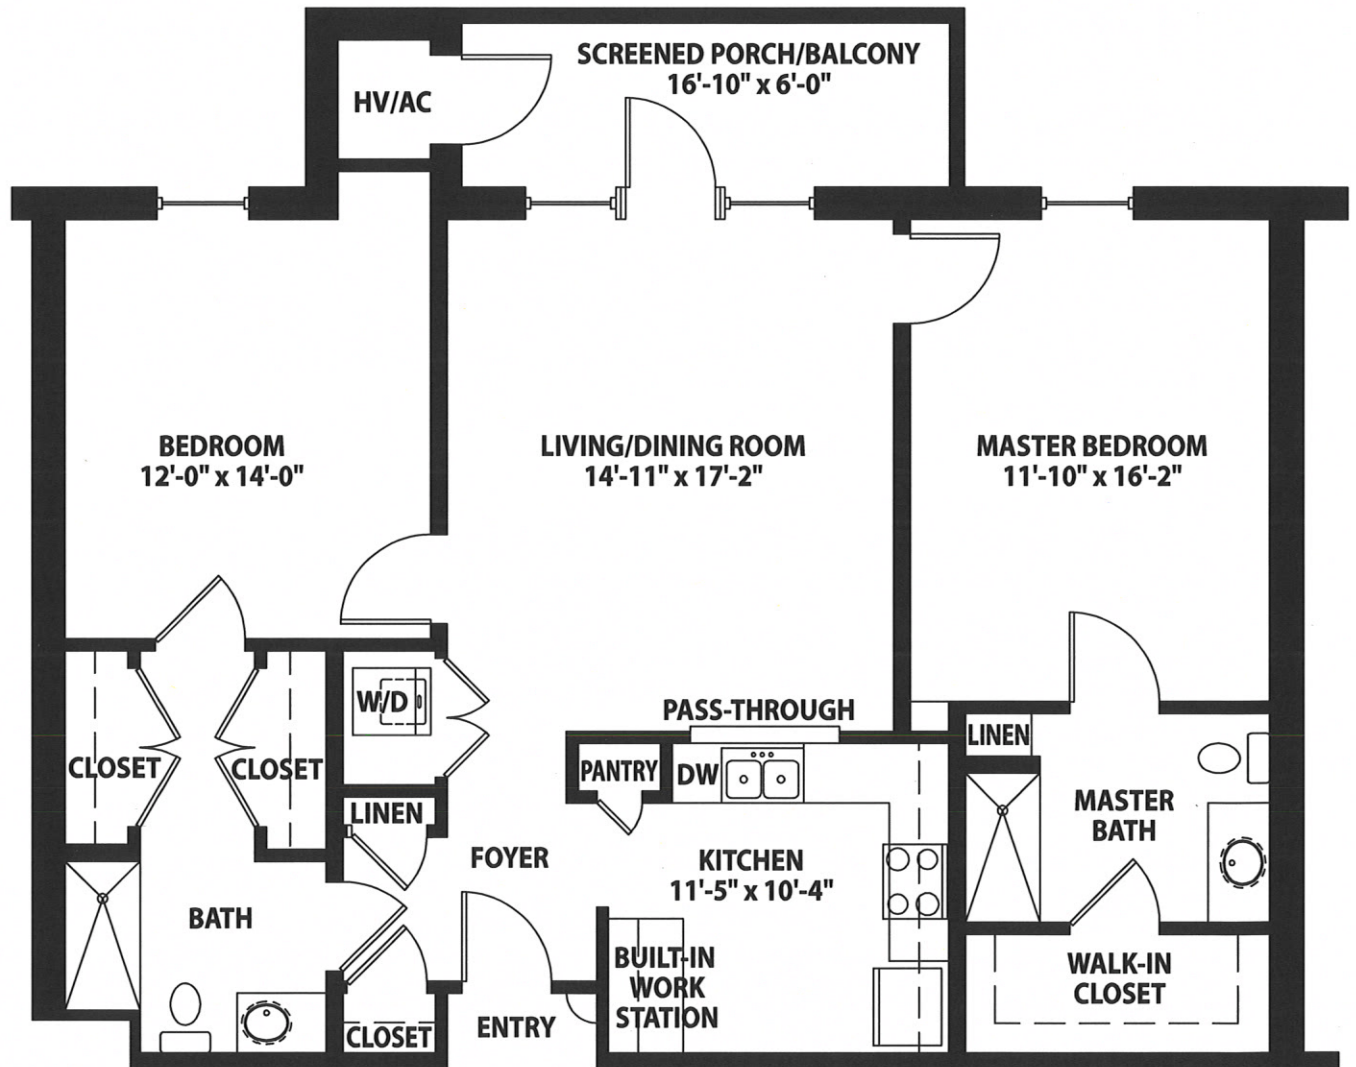 SCREENED PORCH/BALCONY
16'-10" x 6'-0"
HV/AC
BEDROOM
12'-0" x 14'-0"
LIVING/DINING ROOM
14'-11" x 17'-2"
MASTER BEDROOM
11'-10" x 16'-2"
W/D
PASS-THROUGH
LINEN
CLOSET
CLOSET
PANTRY
DW
LINEN
MASTER
BATH
FOYER
KITCHEN
11'-5" x 10'-4"
BATH
BUILT-IN
WORK
STATION
WALK-IN
CLOSET
CLOSET
ENTRY